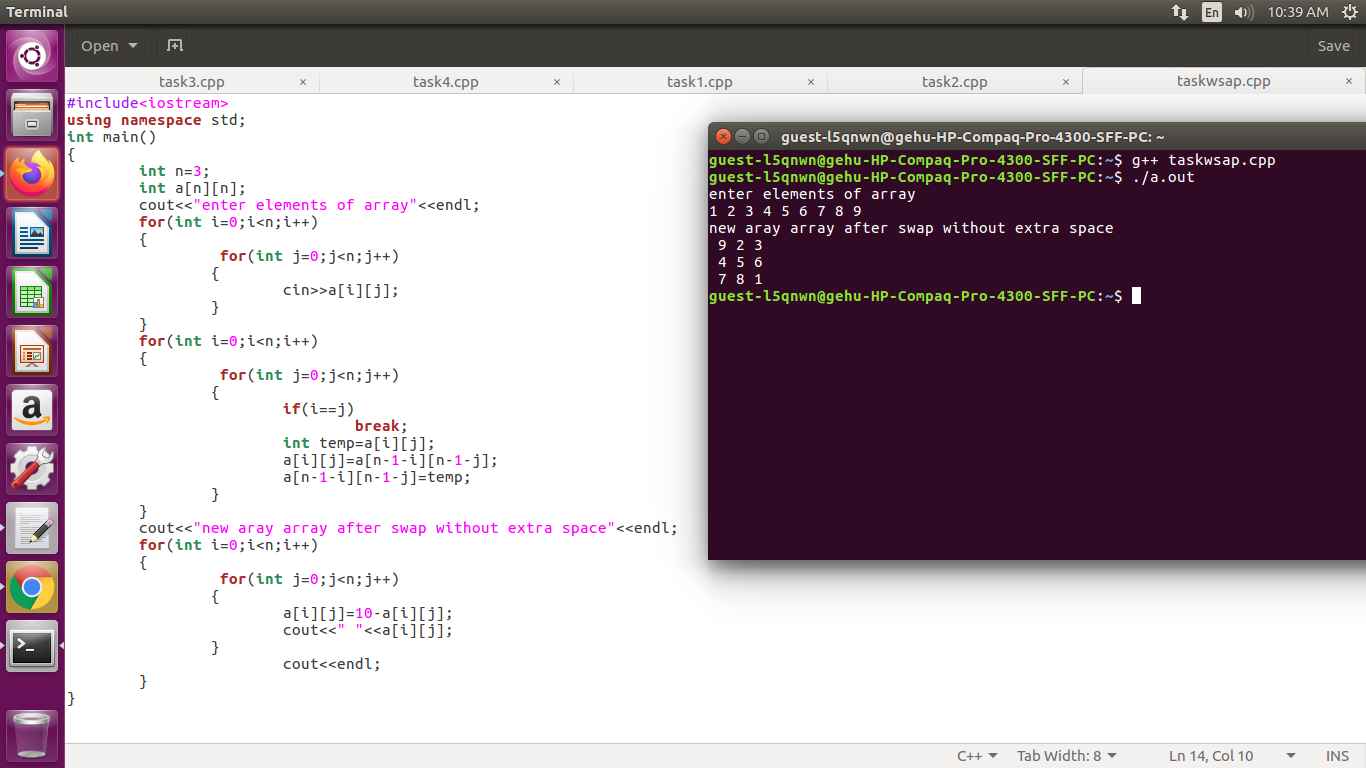 Terminal
En
10:39 AM
Open
Save
task3.cpp × task4.cpp × task1.cpp × task2.cpp × taskwsap.cpp ×
#include<iostream>
using namespace std;
int main()
{
int n=3;
int a[n][n];
cout<<"enter elements of array"<<endl;
for(int i=0;i<n;i++)
{
for(int j=0;j<n;j++)
{
cin>>a[i][j];
}
}
for(int i=0;i<n;i++)
{
for(int j=0;j<n;j++)
{
if(i==j)
break;
int temp=a[i][j];
a[i][j]=a[n-1-i][n-1-j];
a[n-1-i][n-1-j]=temp;
}
}
cout<<"new aray array after swap without extra space"<<endl;
for(int i=0;i<n;i++)
{
for(int j=0;j<n;j++)
{
a[i][j]=10-a[i][j];
cout<<" "<<a[i][j];
}
cout<<endl;
}
}
guest-l5qnwn@gehu-HP-Compaq-Pro-4300-SFF-PC: ~
guest-l5qnwn@gehu-HP-Compaq-Pro-4300-SFF-PC:~$ g++ taskwsap.cpp
guest-l5qnwn@gehu-HP-Compaq-Pro-4300-SFF-PC:~$ ./a.out
enter elements of array
1 2 3 4 5 6 7 8 9
new aray array after swap without extra space
9 2 3
4 5 6
7 8 1
guest-l5qnwn@gehu-HP-Compaq-Pro-4300-SFF-PC:~$
a
>_
C++ Tab Width: 8 Ln 14, Col 10 INS